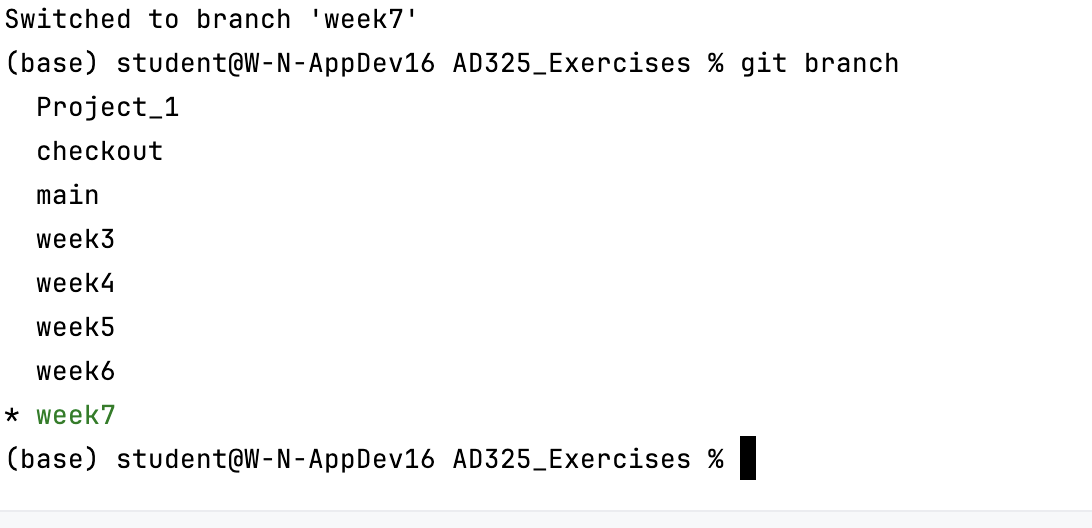 Switched to branch 'week7'
(base) student@W-N-AppDev16 AD325_Exercises % git branch
  Project_1
  checkout
  main
  week3
  week4
  week5
  week6
* week7
(base) student@W-N-AppDev16 AD325_Exercises %